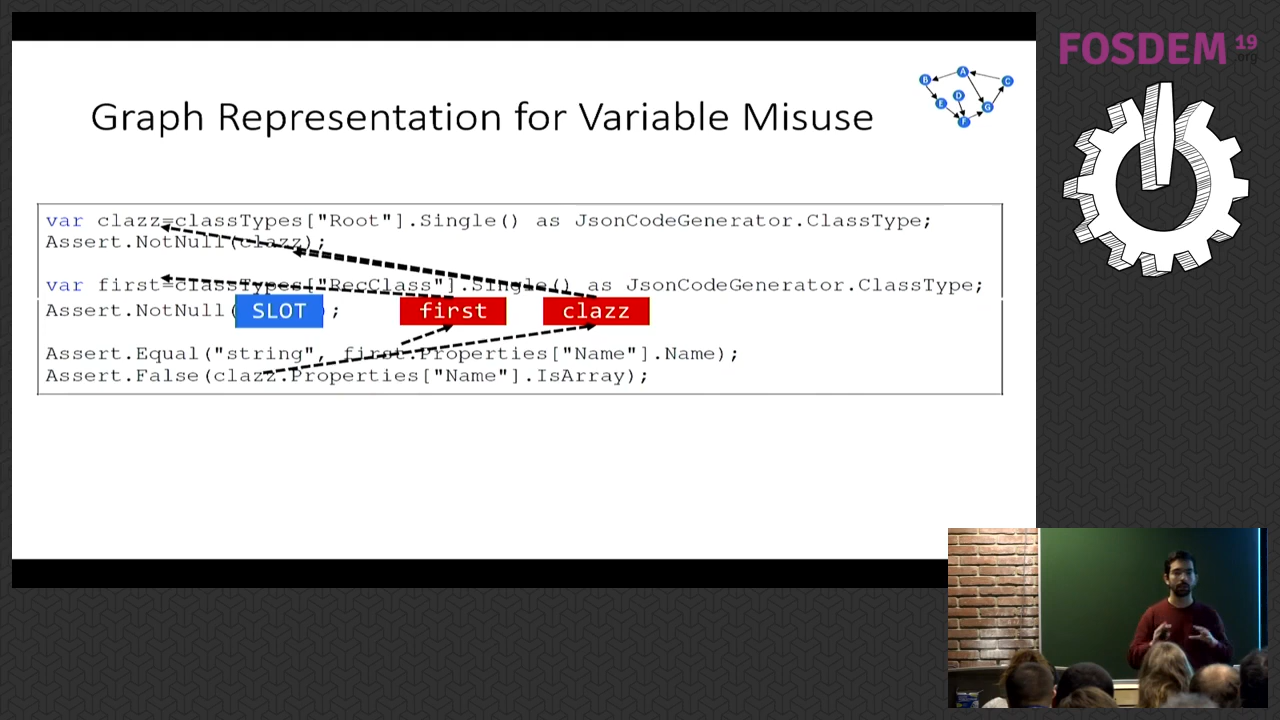 FOSDEM 19
.org
B A C
E D G
F
Graph Representation for Variable Misuse
var clazz=classTypes["Root"].Single() as JsonCodeGenerator.ClassType;
Assert.NotNull(clazz);
var first=classTypes["RecClass"].Single() as JsonCodeGenerator.ClassType;
Assert.NotNull( SLOT ); first clazz
Assert.Equal("string", first.Properties["Name"].Name);
Assert.False(clazz.Properties["Name"].IsArray);